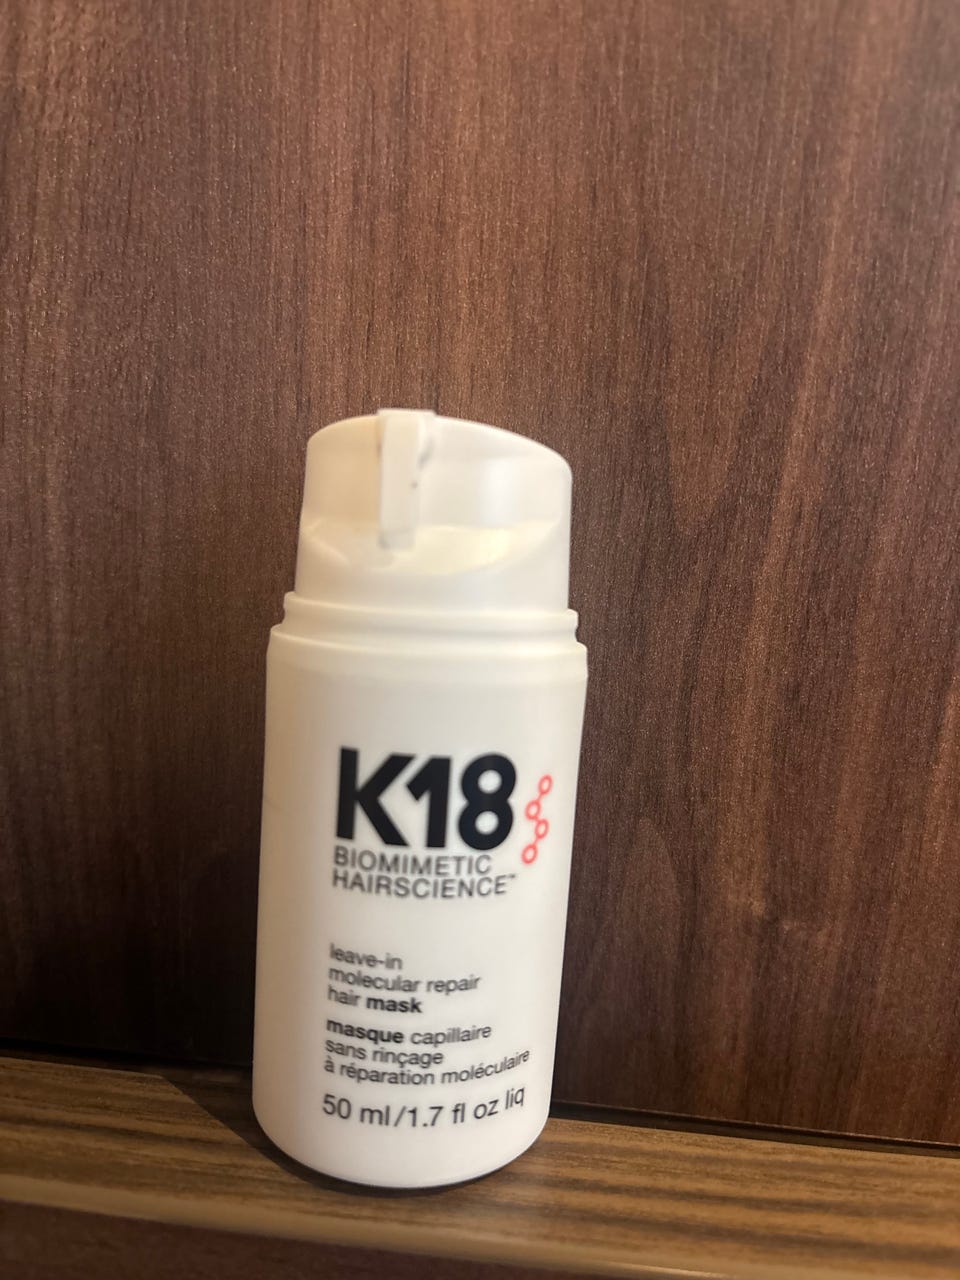 K18
BIOMIMETIC
HAIRSCIENCE™
leave-in
molecular repair
hair mask
masque capillaire
sans rinçage
à réparation moléculaire
50 ml/1.7 fl oz liq